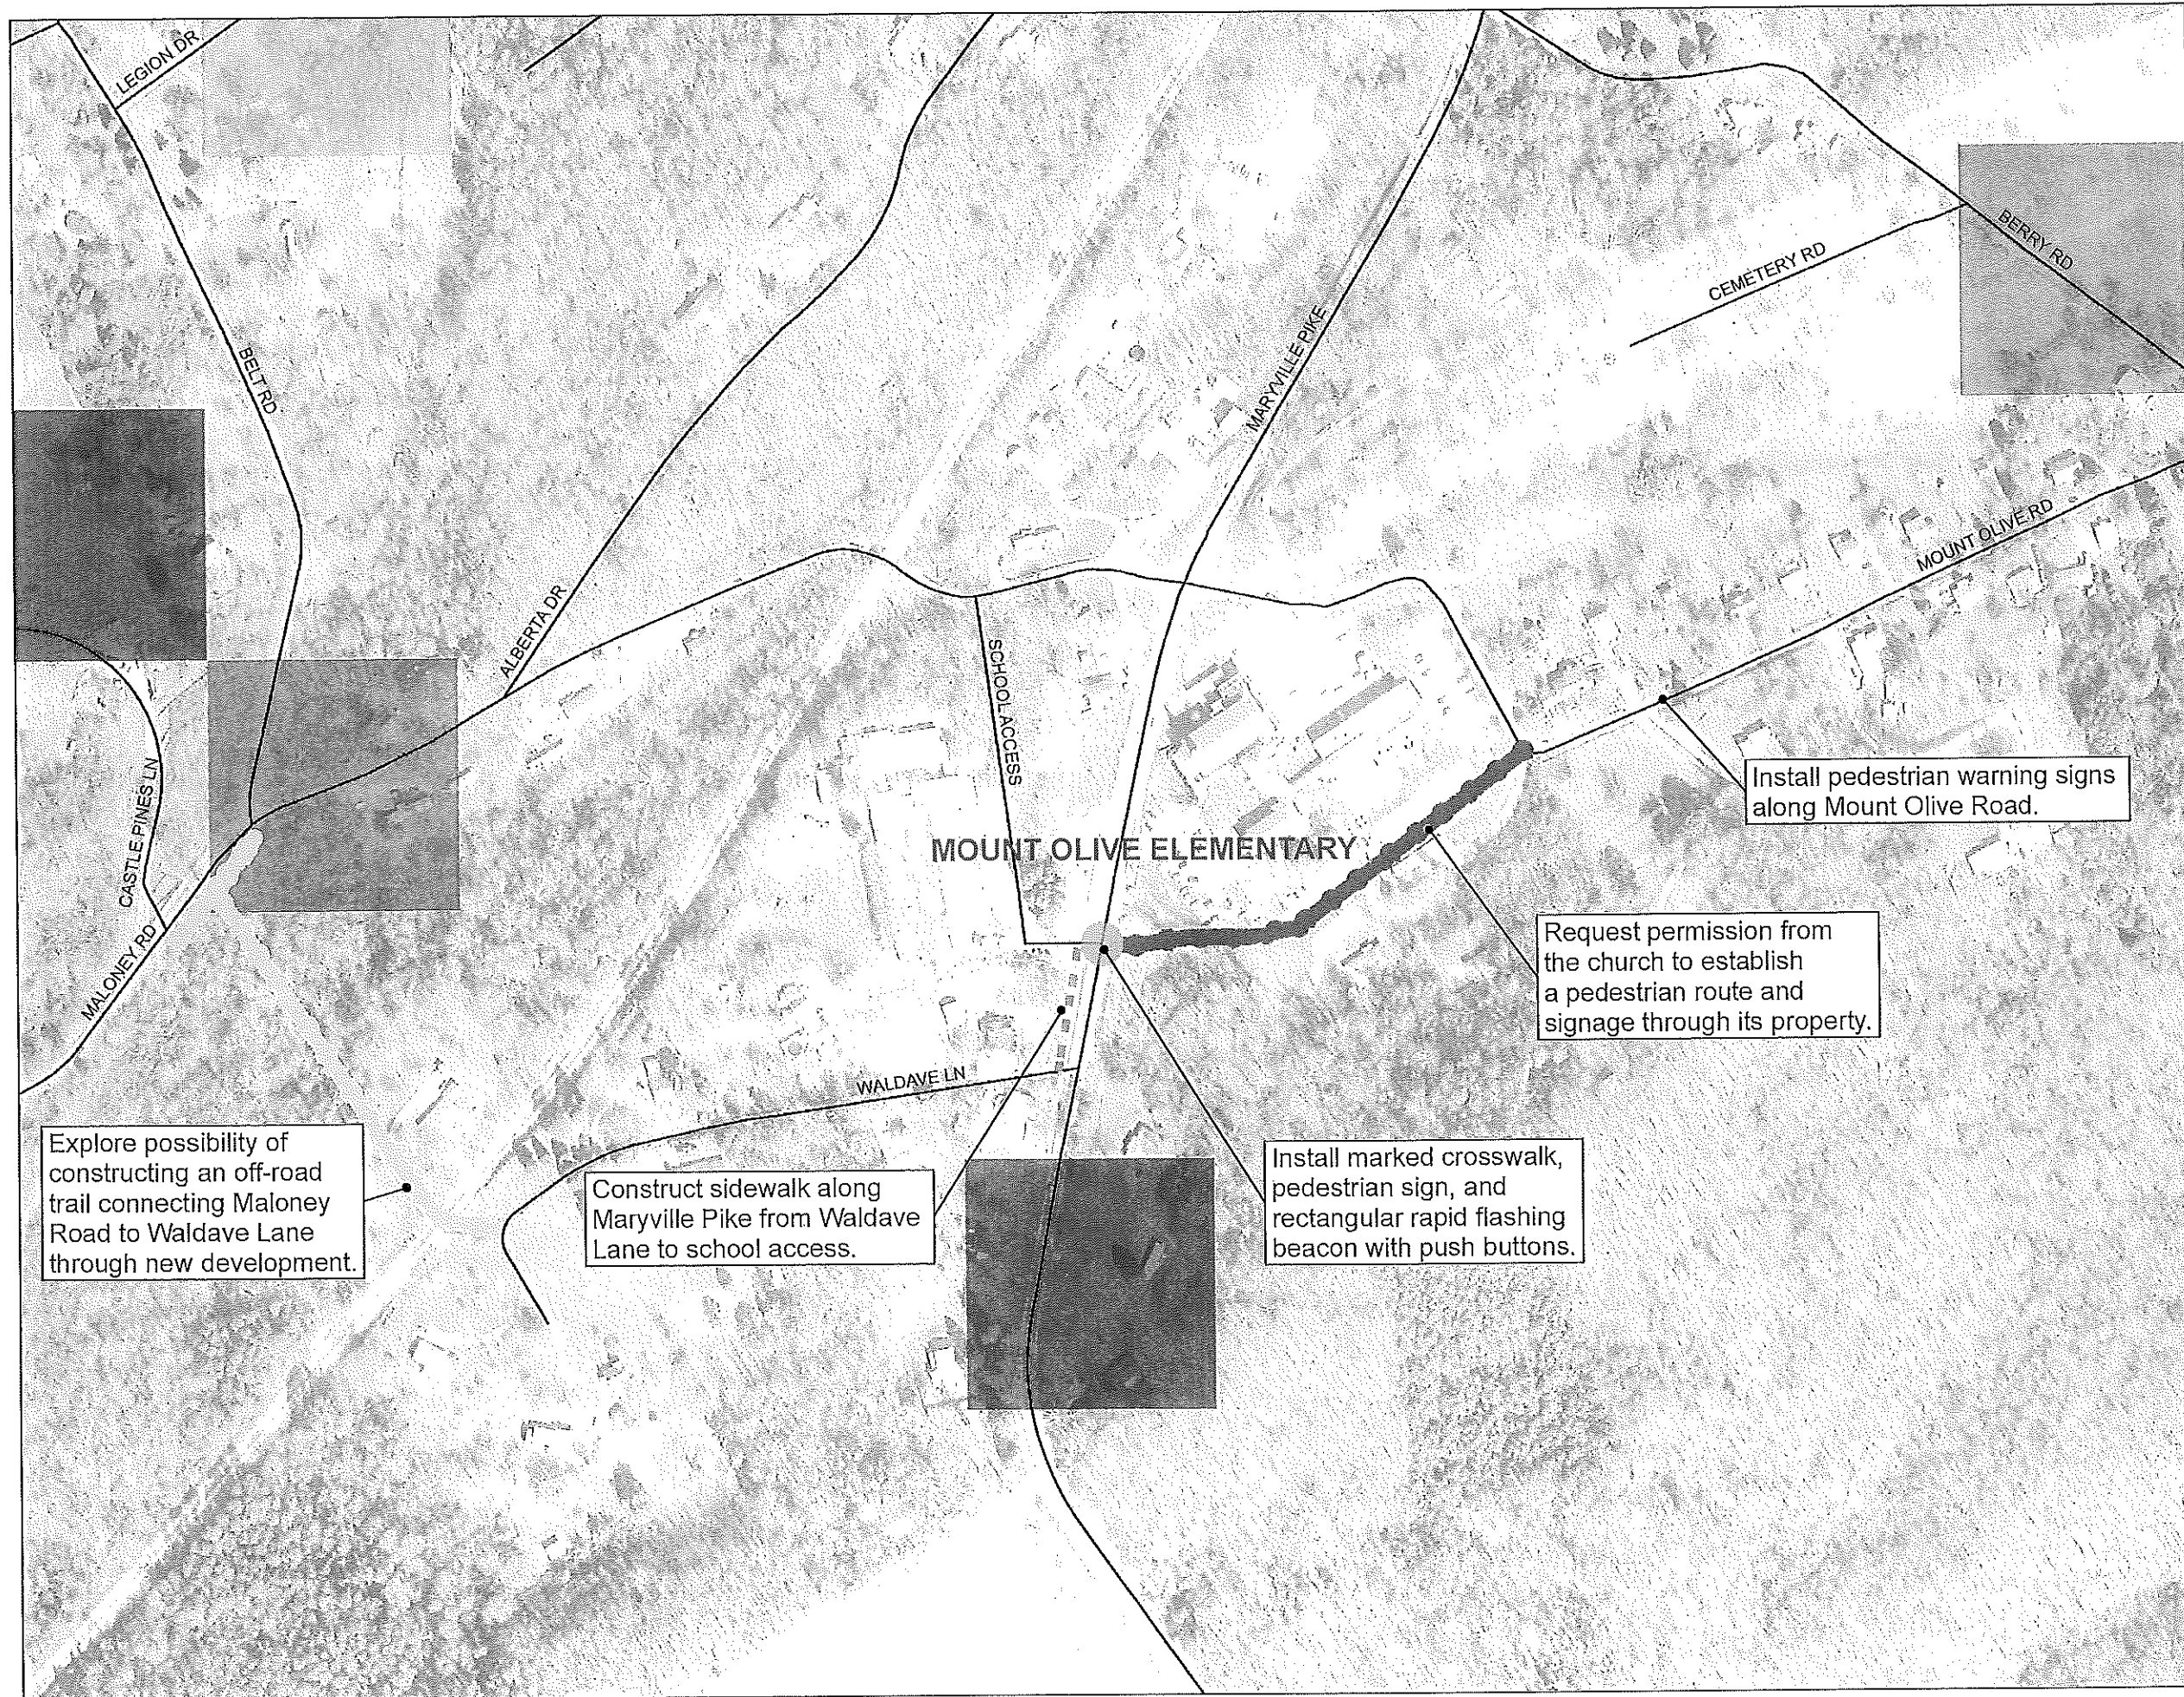 LEGION DR
BERRY RD
CEMETERY RD
MARYVILLE PIKE
BELT RD
MOUNT OLIVE RD
ALBERTA DR
SCHOOL ACCESS
CASTLE PINES LN
Install pedestrian warning signs
along Mount Olive Road.
MOUNT OLIVE ELEMENTARY
MALONEY RD
Request permission from
the church to establish
a pedestrian route and
signage through its property.
WALDAVE LN
Explore possibility of
constructing an off-road
trail connecting Maloney
Road to Waldave Lane
through new development.
Construct sidewalk along
Maryville Pike from Waldave
Lane to school access.
Install marked crosswalk,
pedestrian sign, and
rectangular rapid flashing
beacon with push buttons.